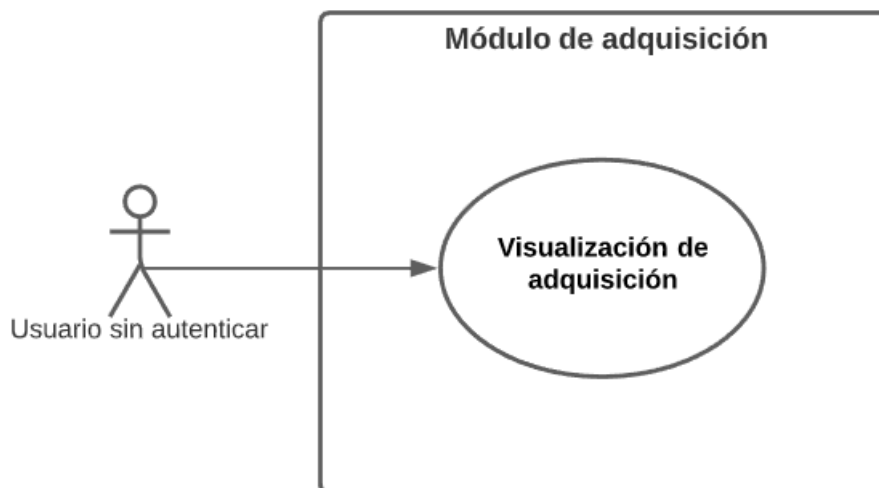 Módulo de adquisición
Visualización de
adquisición
Usuario sin autenticar